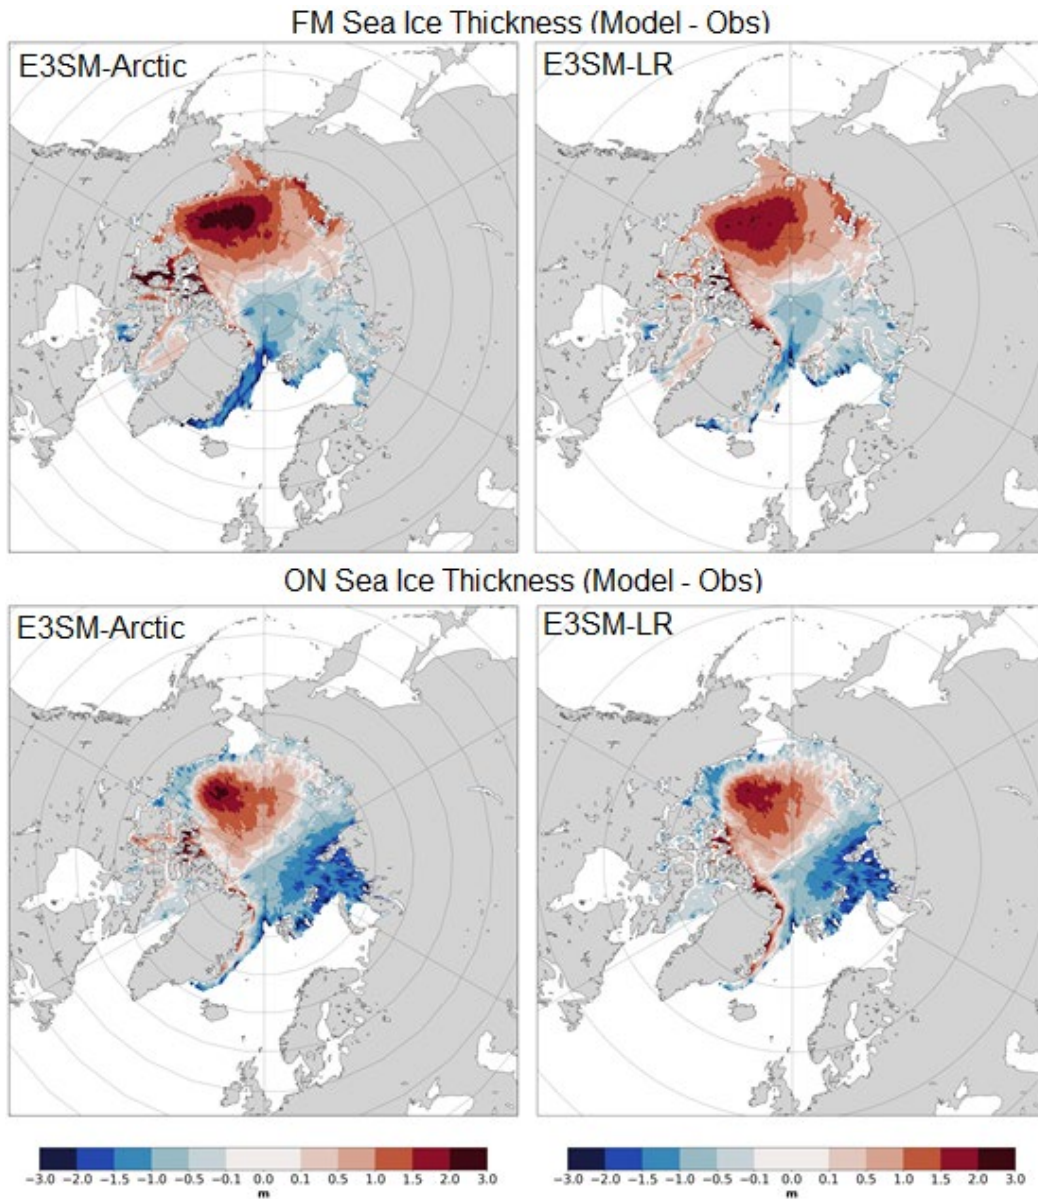 FM Sea Ice Thickness (Model - Obs)
E3SM-Arctic
E3SM-LR
ON Sea Ice Thickness (Model - Obs)
E3SM-Arctic
E3SM-LR
−3.0 −2.0 −1.5 −1.0 −0.5 −0.1 0.0 0.1 0.5 1.0 1.5 2.0 3.0
m
−3.0 −2.0 −1.5 −1.0 −0.5 −0.1 0.0 0.1 0.5 1.0 1.5 2.0 3.0
m